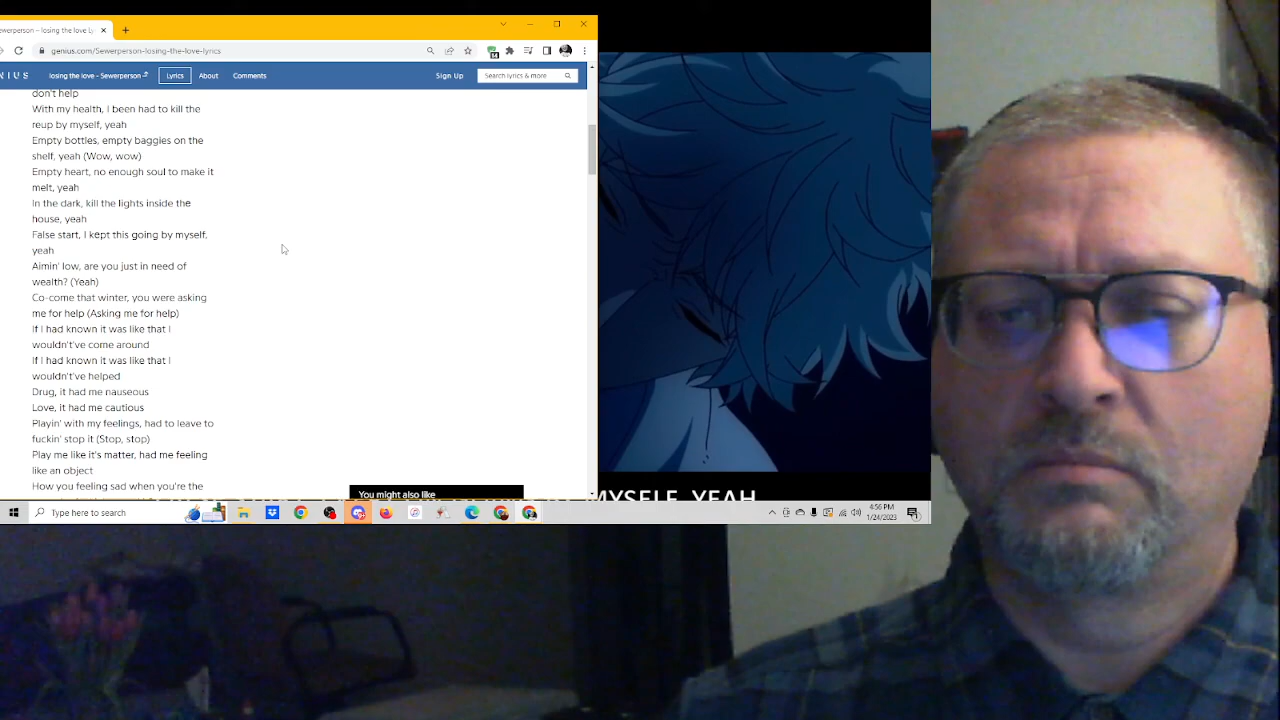 Sewerperson – losing the love Ly
genius.com/Sewerperson-losing-the-love-lyrics
NIUS losing the love - Sewerperson Lyrics About Comments Sign Up Search lyrics & more
don't help
With my health, I been had to kill the
reup by myself, yeah
Empty bottles, empty baggies on the
shelf, yeah (Wow, wow)
Empty heart, no enough soul to make it
melt, yeah
In the dark, kill the lights inside the
house, yeah
False start, I kept this going by myself,
yeah
Aimin' low, are you just in need of
wealth? (Yeah)
Co-come that winter, you were asking
me for help (Asking me for help)
If I had known it was like that I
wouldn't've come around
If I had known it was like that I
wouldn't've helped
Drug, it had me nauseous
Love, it had me cautious
Playin' with my feelings, had to leave to
fuckin' stop it (Stop, stop)
Play me like it's matter, had me feeling
like an object
How you feeling sad when you're the
You might also like
MYSELF, YEAH
Type here to search
4:56 PM
1/24/2023